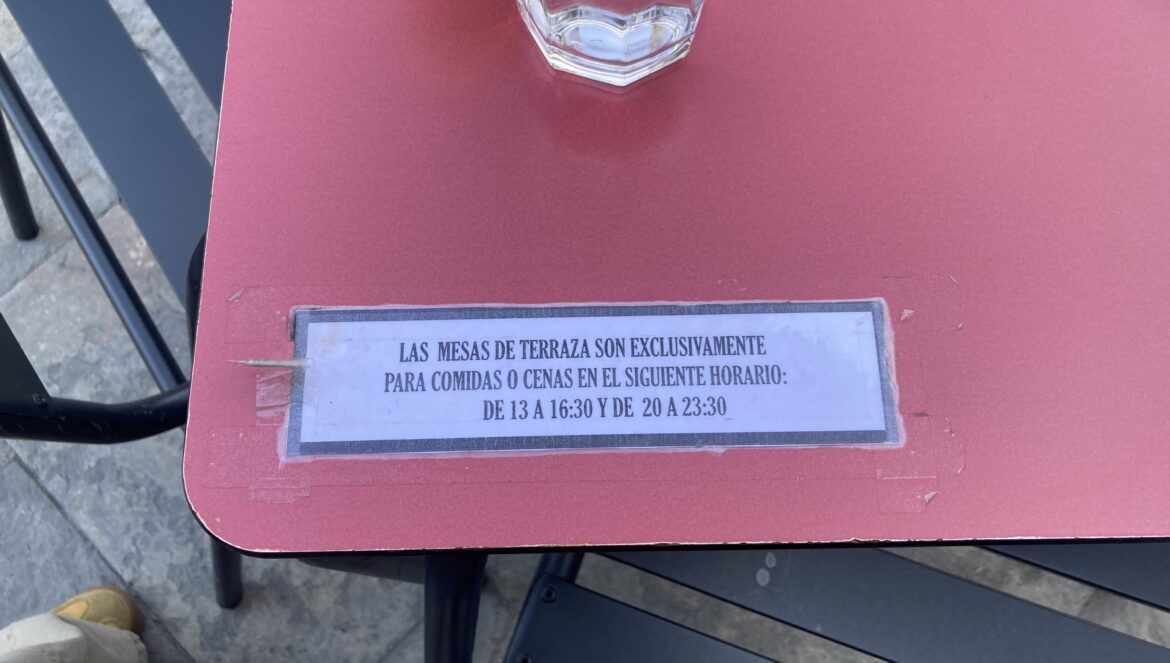 LAS MESAS DE TERRAZA SON EXCLUSIVAMENTE
PARA COMIDAS O CENAS EN EL SIGUIENTE HORARIO:
DE 13 A 16:30 Y DE 20 A 23:30